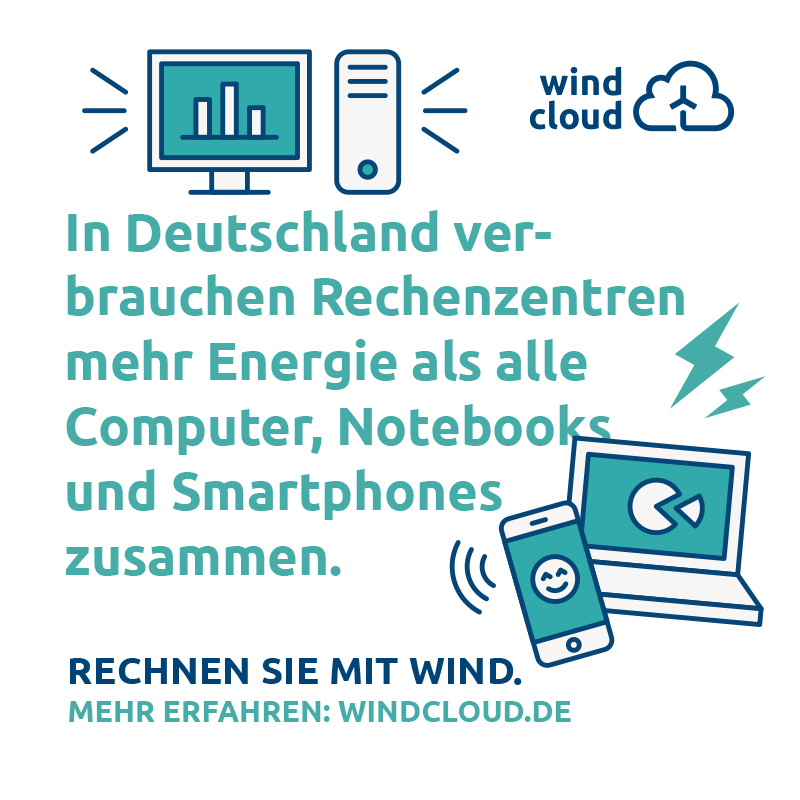 wind
cloud
In Deutschland ver-
brauchen Rechenzentren
mehr Energie als alle
Computer, Notebooks
und Smartphones
zusammen.
RECHNEN SIE MIT WIND.
MEHR ERFAHREN: WINDCLOUD.DE